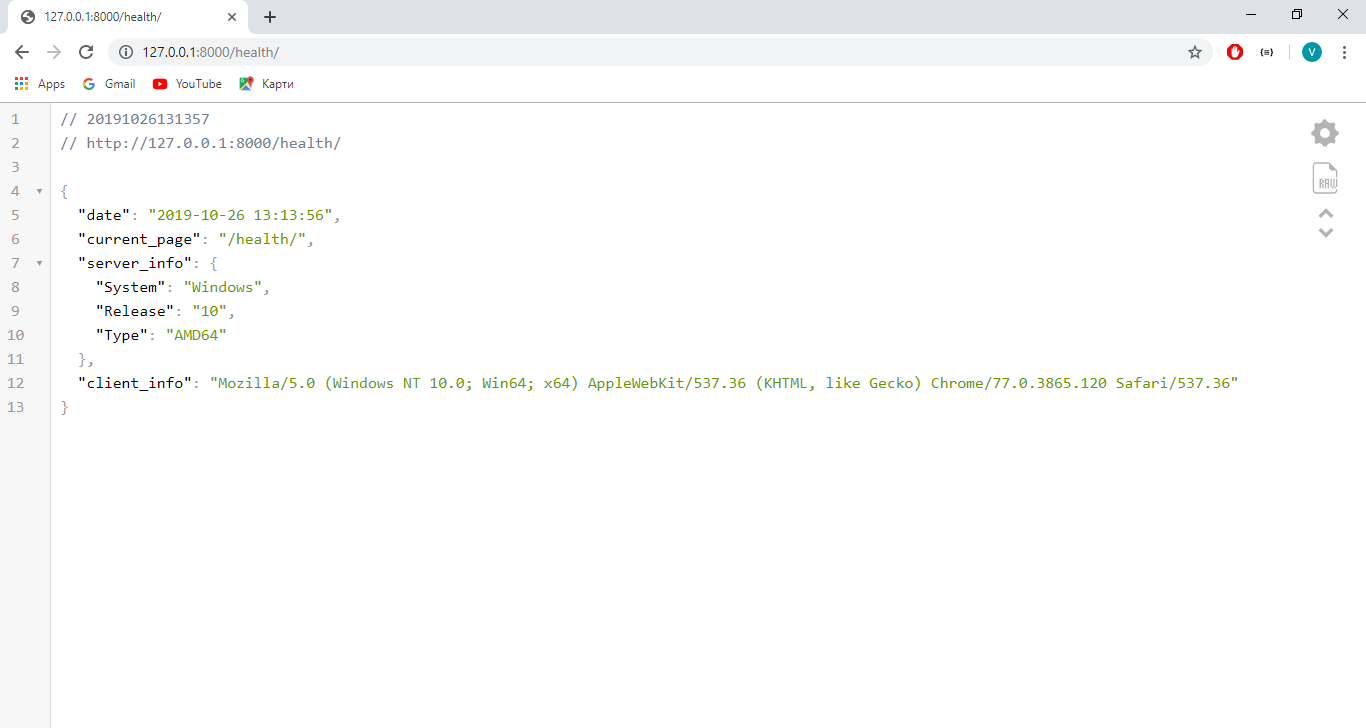 127.0.0.1:8000/health/
127.0.0.1:8000/health/
V
Apps Gmail YouTube Карти
1 // 20191026131357
2 // http://127.0.0.1:8000/health/
3
4 {
5 "date": "2019-10-26 13:13:56",
6 "current_page": "/health/",
7 "server_info": {
8 "System": "Windows",
9 "Release": "10",
10 "Type": "AMD64"
11 },
12 "client_info": "Mozilla/5.0 (Windows NT 10.0; Win64; x64) AppleWebKit/537.36 (KHTML, like Gecko) Chrome/77.0.3865.120 Safari/537.36"
13 }
RAW